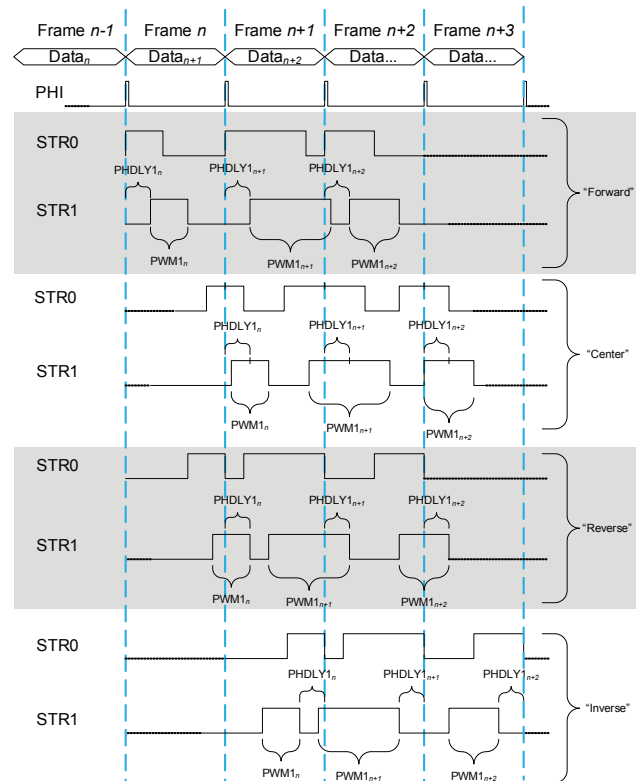 Frame n-1 Frame n Frame n+1 Frame n+2 Frame n+3
Datan Datan+1 Datan+2 Data... Data...
PHI
STR0
PHDLY1n PHDLY1n+1 PHDLY1n+2
STR1
PWM1n PWM1n+1 PWM1n+2
"Forward"
STR0
PHDLY1n PHDLY1n+1 PHDLY1n+2
STR1
PWM1n PWM1n+1 PWM1n+2
"Center"
STR0
PHDLY1n PHDLY1n+1 PHDLY1n+2
STR1
PWM1n PWM1n+1 PWM1n+2
"Reverse"
STR0
PHDLY1n PHDLY1n+1 PHDLY1n+2
STR1
PWM1n PWM1n+1 PWM1n+2
"Inverse"